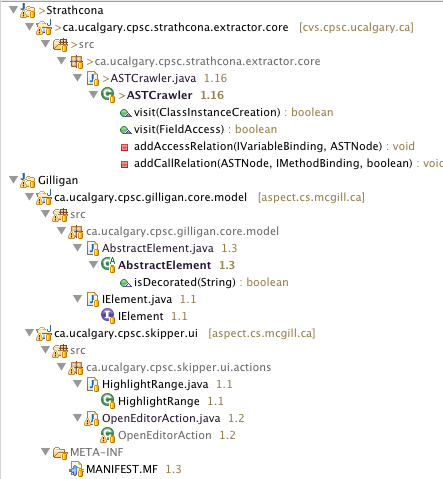 >Strathcona
>ca.ucalgary.cpsc.strathcona.extractor.core [cvs.cpsc.ucalgary.ca]
>src
>ca.ucalgary.cpsc.strathcona.extractor.core
>ASTCrawler.java 1.16
>ASTCrawler 1.16
visit(ClassInstanceCreation) : boolean
visit(FieldAccess) : boolean
addAccessRelation(IVariableBinding, ASTNode) : void
addCallRelation(ASTNode, IMethodBinding, boolean) : voi
Gilligan
ca.ucalgary.cpsc.gilligan.core.model [aspect.cs.mcgill.ca]
src
ca.ucalgary.cpsc.gilligan.core.model
AbstractElement.java 1.3
AbstractElement 1.3
isDecorated(String) : boolean
IElement.java 1.1
IElement 1.1
ca.ucalgary.cpsc.skipper.ui [aspect.cs.mcgill.ca]
src
ca.ucalgary.cpsc.skipper.ui.actions
HighlightRange.java 1.1
HighlightRange 1.1
OpenEditorAction.java 1.2
OpenEditorAction 1.2
META-INF
MANIFEST.MF 1.3